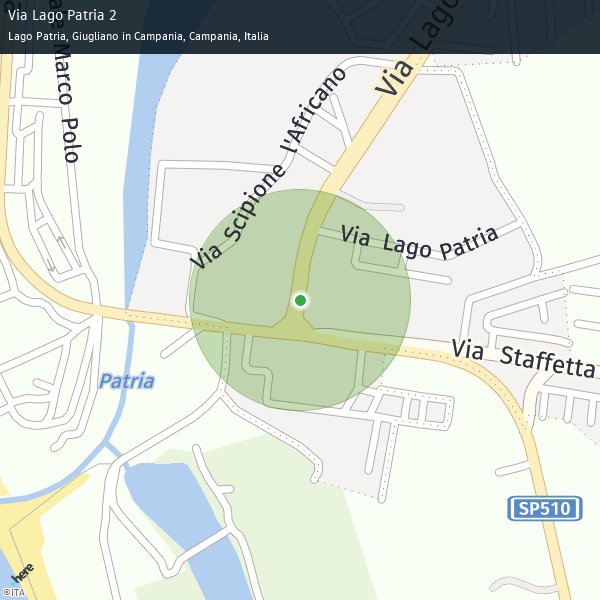 Via Lago Patria 2
Lago Patria, Giugliano in Campania, Campania, Italia
Marco Polo
Via Lago
Via Scipione l'Africano
Via Lago Patria
Via Staffetta
Patria
SP510
here
©ITA